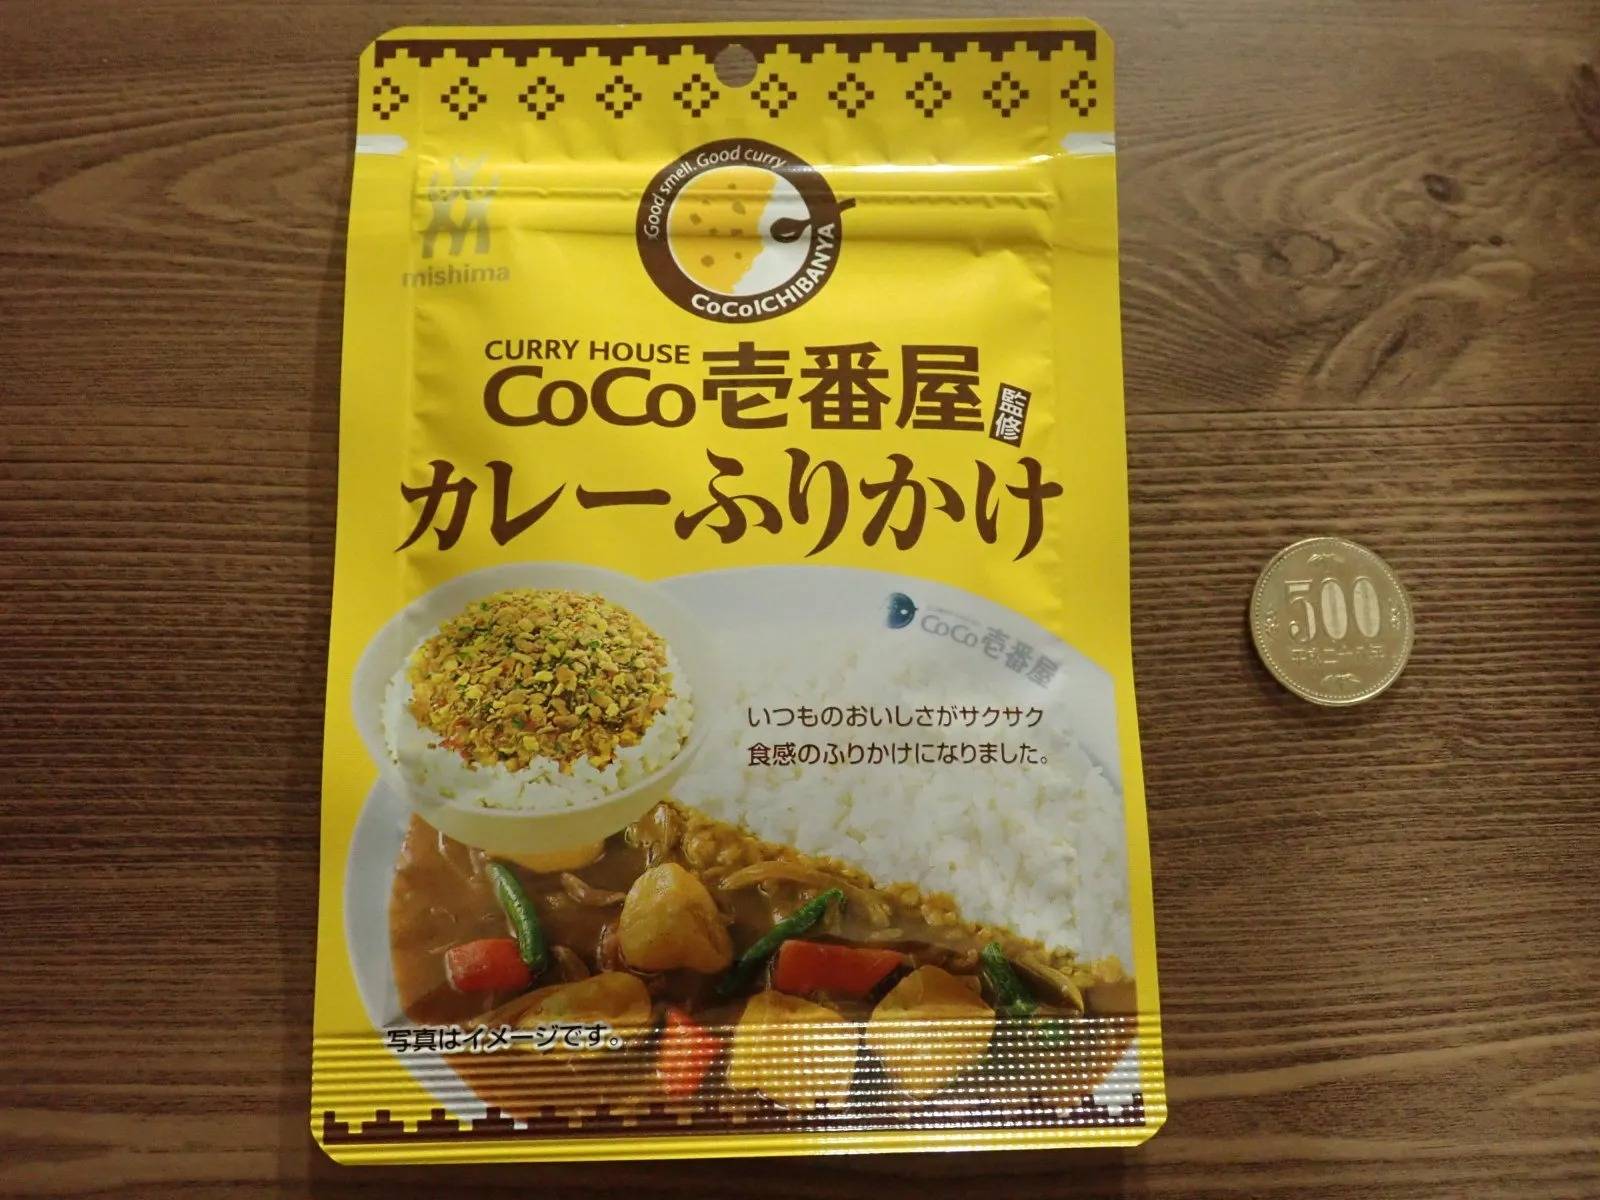 Good smell. Good curry
CoCoICHIBANYA
mishima
CURRY HOUSE
CoCo壱番屋
監修
カレーふりかけ
CoCo壱番屋
いつものおいしさがサクサク
食感のふりかけになりました。
500
写真はイメージです。